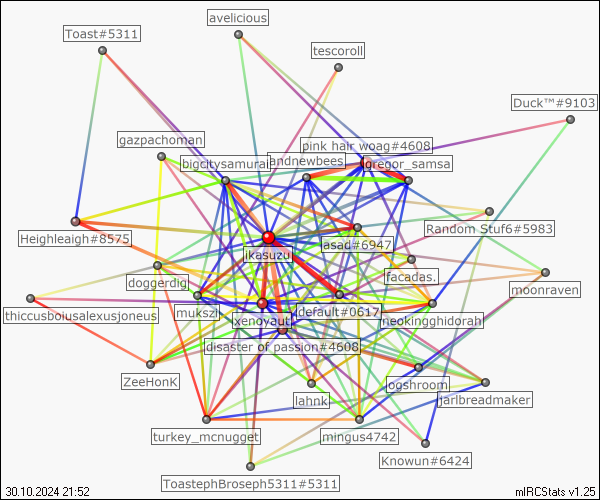 avelicious
Toast#5311
tescoroll
Duck™#9103
gazpachoman
pink hair woag#4608
bigcitysamurai
andnewbees
gregor_samsa
Random Stuf6#5983
Heighleaigh#8575
jasad#6947
ikasuzu
facadas.
doggerdig
moonraven
thiccusboiusalexusjoneus
mukszi
default#0617
neokingghidorah
xenoyaut
disaster of passion#4608
ZeeHonK
ogshroom
lahnk
jarlbreadmaker
turkey_mcnugget
mingus4742
Knowun#6424
ToastephBroseph5311#5311
30.10.2024 21:52
mIRCStats v1.25